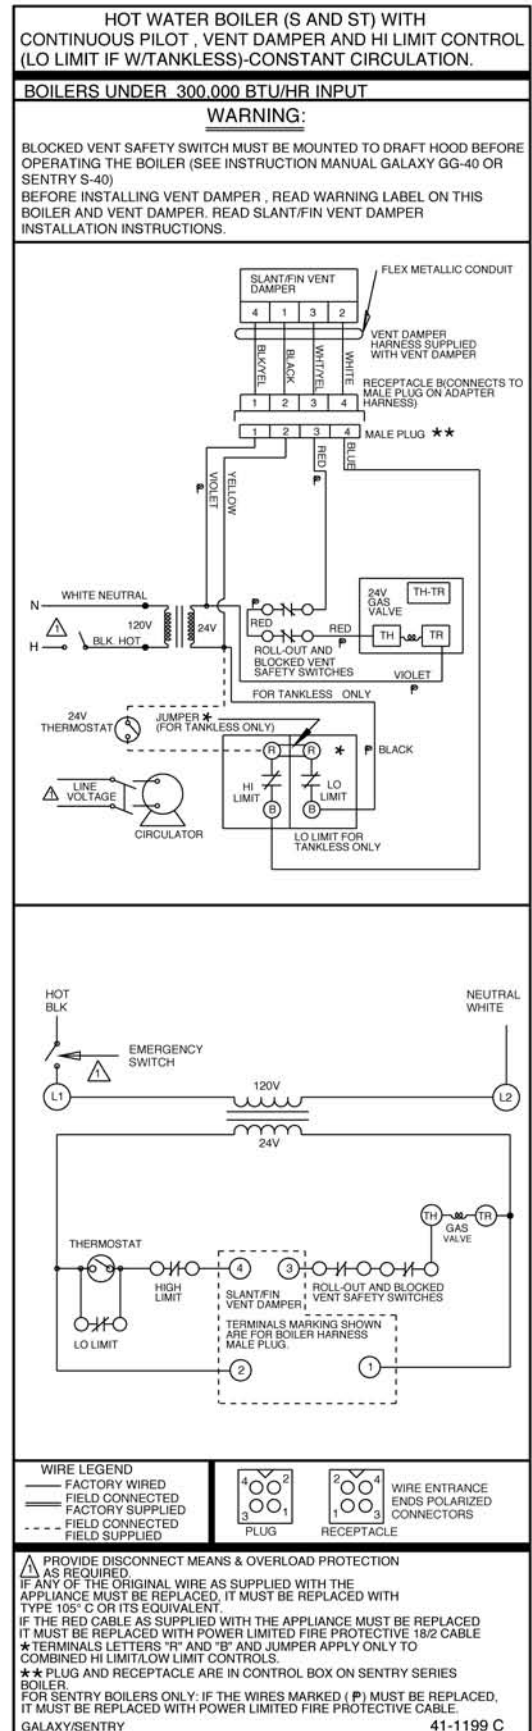 HOT WATER BOILER (S AND ST) WITH
CONTINUOUS PILOT , VENT DAMPER AND HI LIMIT CONTROL
(LO LIMIT IF W/TANKLESS)-CONSTANT CIRCULATION.
BOILERS UNDER 300,000 BTU/HR INPUT
WARNING:
BLOCKED VENT SAFETY SWITCH MUST BE MOUNTED TO DRAFT HOOD BEFORE
OPERATING THE BOILER (SEE INSTRUCTION MANUAL GALAXY GG-40 OR
SENTRY S-40)
BEFORE INSTALLING VENT DAMPER , READ WARNING LABEL ON THIS
BOILER AND VENT DAMPER. READ SLANT/FIN VENT DAMPER
INSTALLATION INSTRUCTIONS.
SLANT/FIN VENT
DAMPER
FLEX METALLIC CONDUIT
4 1 3 2
VENT DAMPER
HARNESS SUPPLIED
WITH VENT DAMPER
BLK/YEL
BLACK
WHT/YEL
WHITE
RECEPTACLE B(CONNECTS TO
MALE PLUG ON ADAPTER
HARNESS)
1 2 3 4
1 2 3 4
MALE PLUG ★★
VIOLET
YELLOW
RED
BLUE
P
P
N
WHITE NEUTRAL
120V
24V
1
H
BLK HOT
P
RED
RED
P
24V
GAS
VALVE
TH-TR
TH
TR
ROLL-OUT AND
BLOCKED VENT
SAFETY SWITCHES
VIOLET
P
FOR TANKLESS ONLY
24V
THERMOSTAT
JUMPER ★
(FOR TANKLESS ONLY)
R
R
★
P BLACK
HI
LIMIT
LO
LIMIT
B
B
1
LINE
VOLTAGE
CIRCULATOR
LO LIMIT FOR
TANKLESS ONLY
HOT
BLK
NEUTRAL
WHITE
EMERGENCY
SWITCH
1
L1
120V
L2
24V
TH
TR
GAS
VALVE
THERMOSTAT
HIGH
LIMIT
4
3
SLANT/FIN
VENT DAMPER
ROLL-OUT AND BLOCKED
VENT SAFETY SWITCHES
LO LIMIT
TERMINALS MARKING SHOWN
ARE FOR BOILER HARNESS
MALE PLUG.
2
1
WIRE LEGEND
FACTORY WIRED
FIELD CONNECTED
FACTORY SUPPLIED
FIELD CONNECTED
FIELD SUPPLIED
4 2
3 1
PLUG
2 4
1 3
RECEPTACLE
WIRE ENTRANCE
ENDS POLARIZED
CONNECTORS
1 PROVIDE DISCONNECT MEANS & OVERLOAD PROTECTION
AS REQUIRED.
IF ANY OF THE ORIGINAL WIRE AS SUPPLIED WITH THE
APPLIANCE MUST BE REPLACED, IT MUST BE REPLACED WITH
TYPE 105° C OR ITS EQUIVALENT.
IF THE RED CABLE AS SUPPLIED WITH THE APPLIANCE MUST BE REPLACED
IT MUST BE REPLACED WITH POWER LIMITED FIRE PROTECTIVE 18/2 CABLE
★TERMINALS LETTERS "R" AND "B" AND JUMPER APPLY ONLY TO
COMBINED HI LIMIT/LOW LIMIT CONTROLS.
★★ PLUG AND RECEPTACLE ARE IN CONTROL BOX ON SENTRY SERIES
BOILER.
FOR SENTRY BOILERS ONLY: IF THE WIRES MARKED ( P ) MUST BE REPLACED,
IT MUST BE REPLACED WITH POWER LIMITED FIRE PROTECTIVE CABLE.
GALAXY/SENTRY
41-1199 C